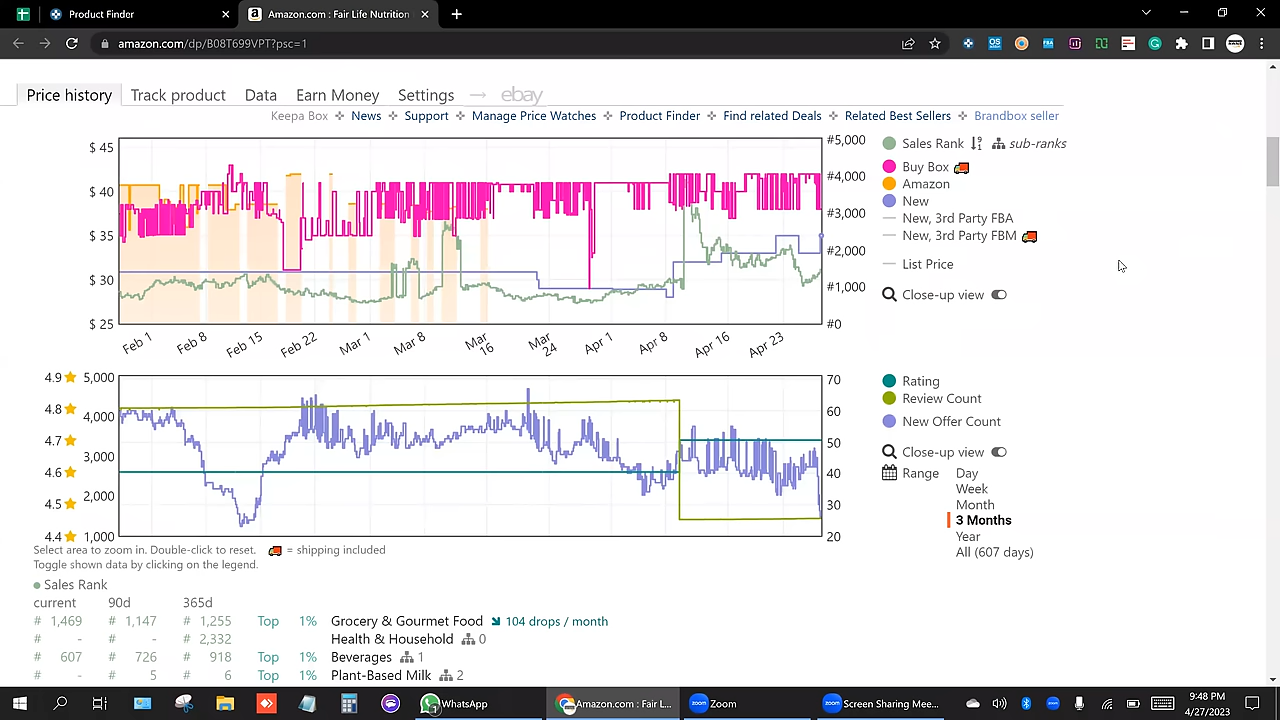 Product Finder
Amazon.com : Fair Life Nutrition
amazon.com/dp/B08T699VPT?psc=1
Price history Track product Data Earn Money Settings ebay
Keepa Box News Support Manage Price Watches Product Finder Find related Deals Related Best Sellers Brandbox seller
$ 45
$ 40
$ 35
$ 30
$ 25
#5,000
#4,000
#3,000
#2,000
#1,000
#0
Feb 1 Feb 8 Feb 15 Feb 22 Mar 1 Mar 8 Mar 16 Mar 24 Apr 1 Apr 8 Apr 16 Apr 23
Sales Rank sub-ranks
Buy Box
Amazon
New
New, 3rd Party FBA
New, 3rd Party FBM
List Price
Close-up view
4.9 5,000
4.8 4,000
4.7
4.6 3,000
4.5 2,000
4.4 1,000
70
60
50
40
30
20
Rating
Review Count
New Offer Count
Close-up view
Range Day
Week
Month
3 Months
Year
All (607 days)
Select area to zoom in. Double-click to reset. = shipping included
Toggle shown data by clicking on the legend.
Sales Rank
current 90d 365d
# 1,469 # 1,147 # 1,255 Top 1% Grocery & Gourmet Food 104 drops / month
# - # - # 2,332 Health & Household 0
# 607 # 726 # 918 Top 1% Beverages 1
# - # 5 # 6 Top 1% Plant-Based Milk 2
WhatsApp
Amazon.com : Fair L...
Zoom
Screen Sharing Mee...
9:48 PM
4/27/2023